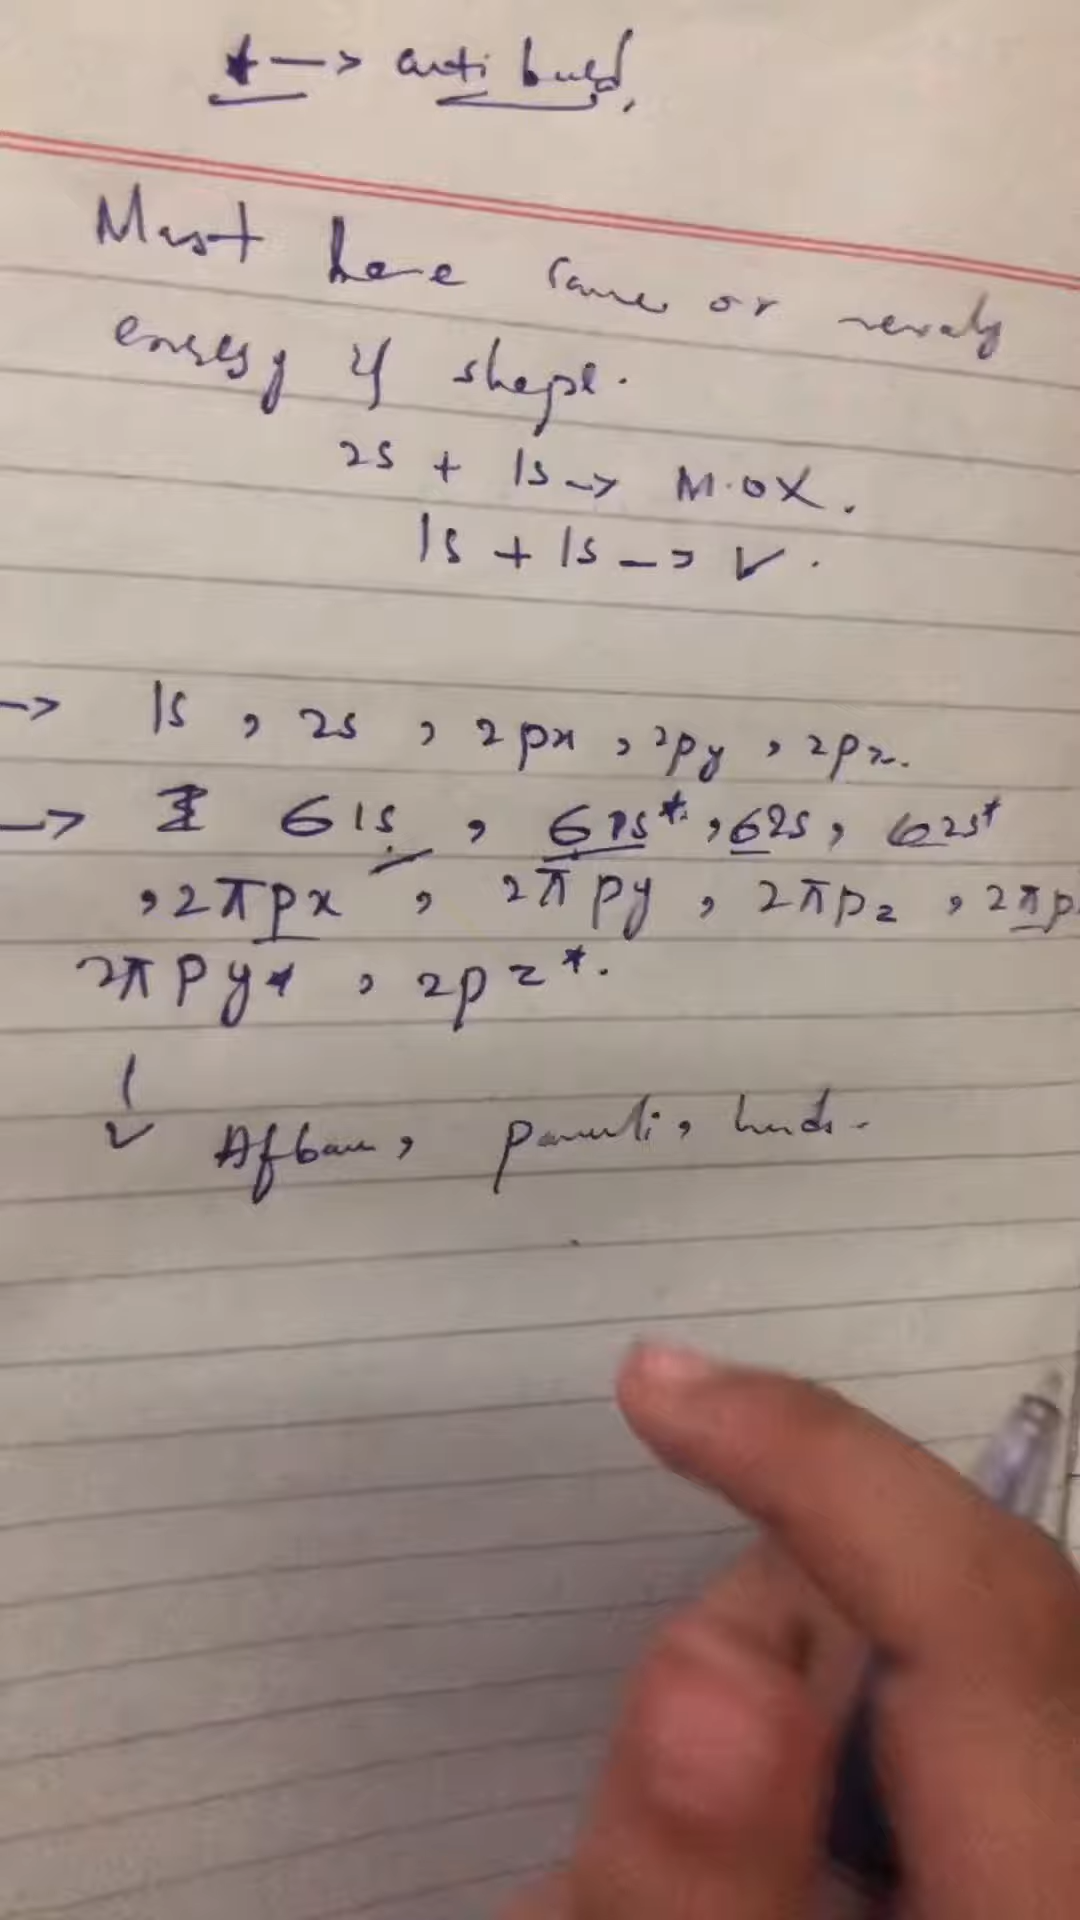 * -> anti bond,
Must have same or nearly
energy & shape.
2s + 1s -> M.O X.
1s + 1s -> ✓.
-> 1s, 2s, 2px, 2py, 2pz.
-> σ1s, σ1s*, σ2s, σ2s*
, 2πpx, 2πpy, 2πpz, 2πp
2πpy*, 2pz*.
Afbau, pauli, hunds.